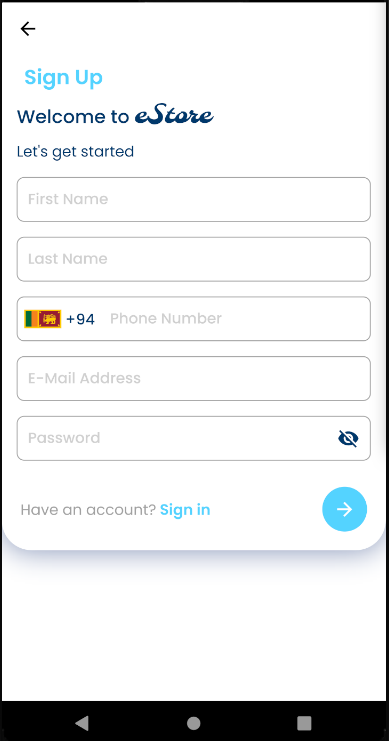 Sign Up
Welcome to eStore
Let's get started
First Name
Last Name
+94 Phone Number
E-Mail Address
Password
Have an account? Sign in